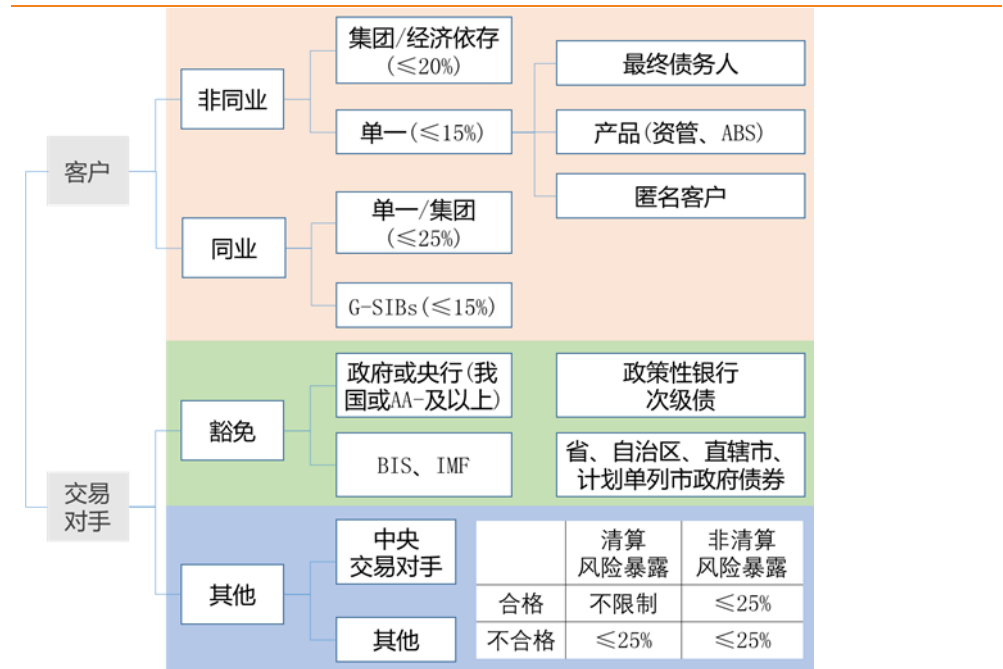 客户
非同业
集团/经济依存
(≤20%)
单一(≤15%)
最终债务人
产品(资管、ABS)
匿名客户
同业
单一/集团
(≤25%)
G-SIBs(≤15%)
交易
对手
豁免
政府或央行(我
国或AA-及以上)
BIS、IMF
政策性银行
次级债
省、自治区、直辖市、
计划单列市政府债券
其他
中央
交易对手
其他
清算
风险暴露
非清算
风险暴露
合格 不限制 ≤25%
不合格 ≤25% ≤25%